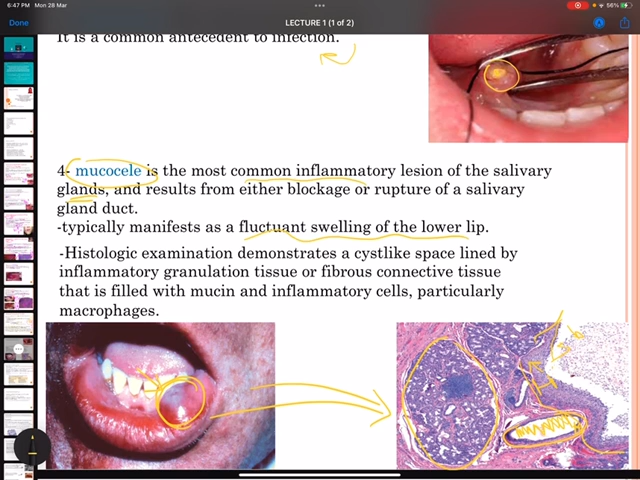 6:47 PM Mon 28 Mar
56%
Done
LECTURE 1 (1 of 2)
It is a common antecedent to infection.
4- mucocele is the most common inflammatory lesion of the salivary
glands, and results from either blockage or rupture of a salivary
gland duct.
-typically manifests as a fluctuant swelling of the lower lip.
-Histologic examination demonstrates a cystlike space lined by
inflammatory granulation tissue or fibrous connective tissue
that is filled with mucin and inflammatory cells, particularly
macrophages.